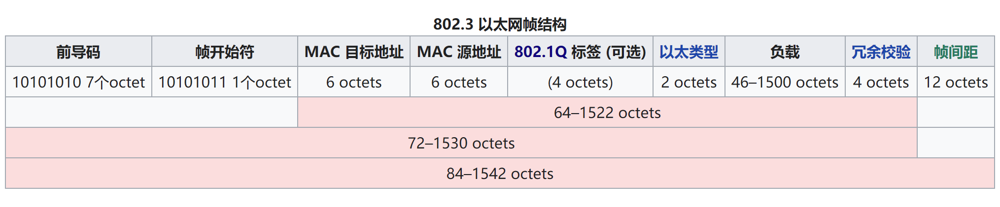 802.3 以太网帧结构
前导码 帧开始符 MAC 目标地址 MAC 源地址 802.1Q 标签 (可选) 以太类型 负载 冗余校验 帧间距
10101010 7个octet 10101011 1个octet 6 octets 6 octets (4 octets) 2 octets 46–1500 octets 4 octets 12 octets
64–1522 octets
72–1530 octets
84–1542 octets